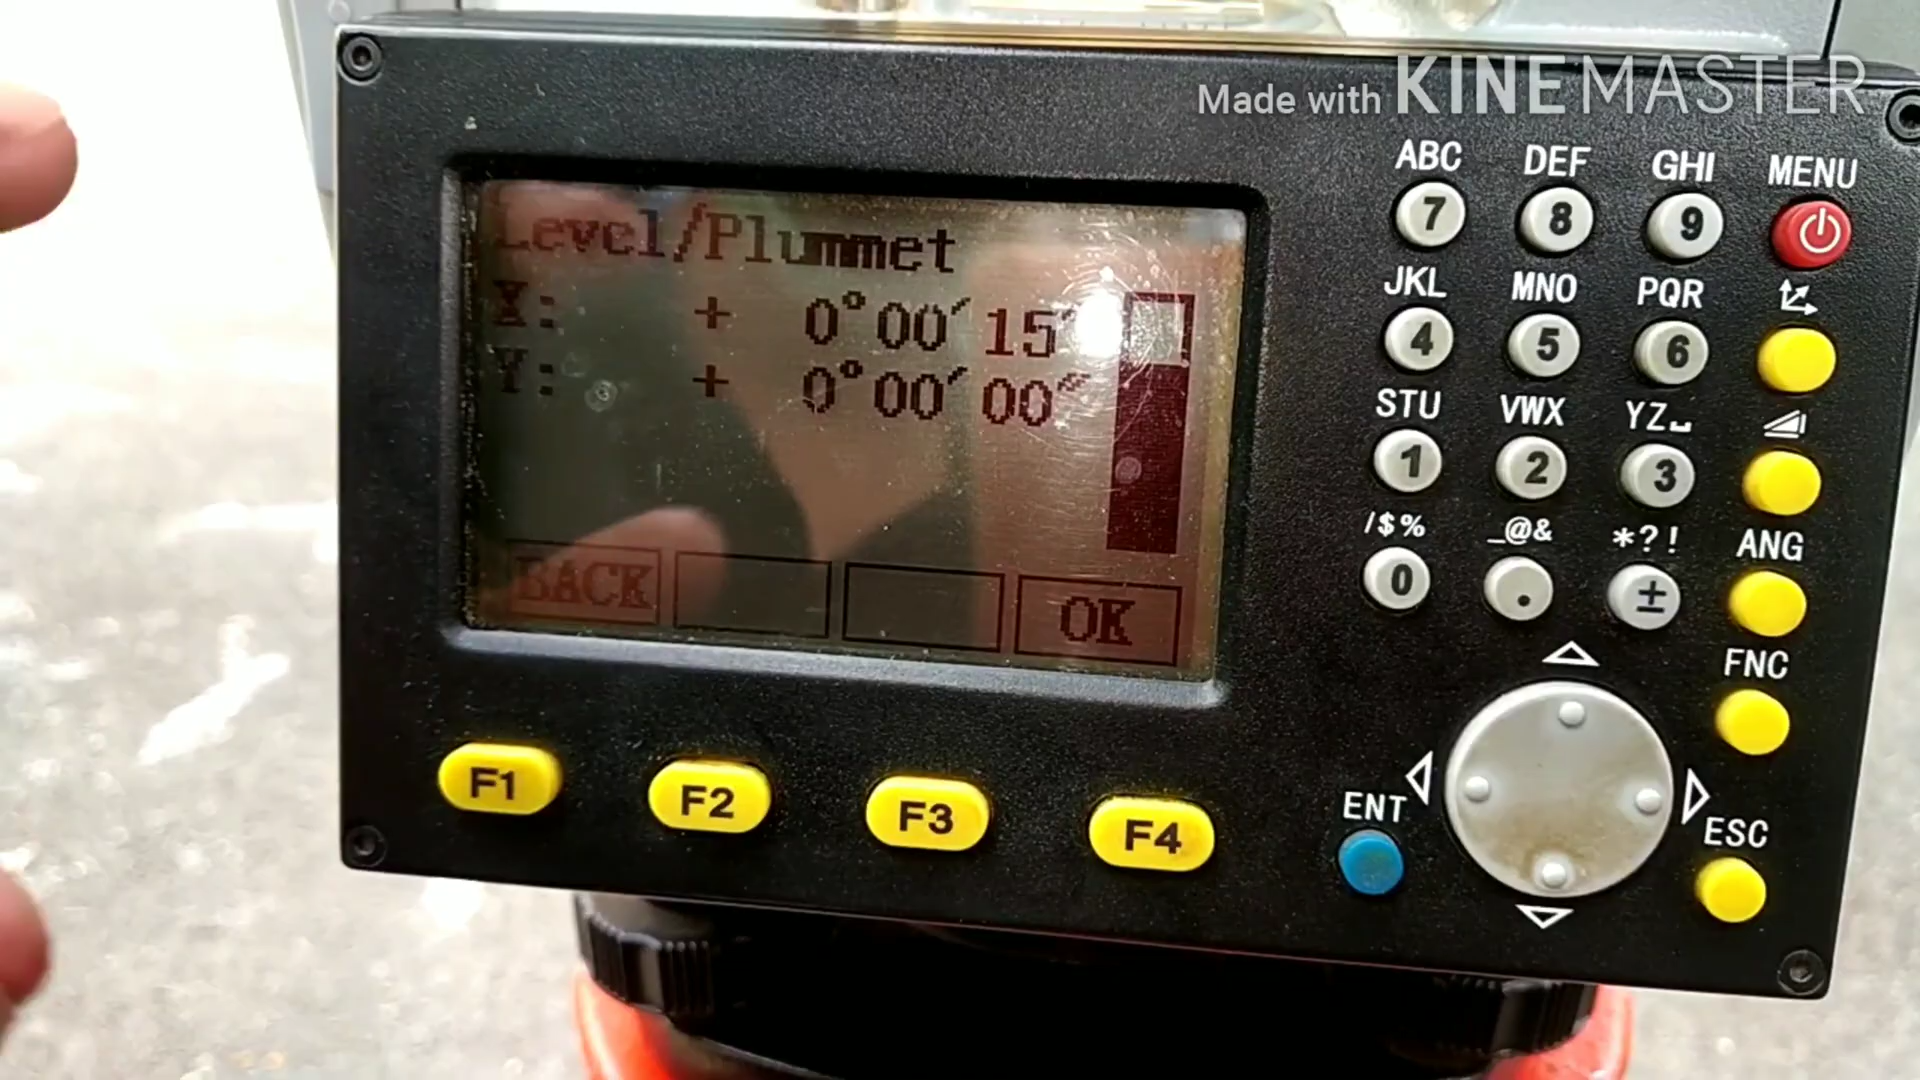 Made with KINEMASTER
Level/Plummet
X: + 0°00′15″
Y: + 0°00′00″
BACK
OK
F1 F2 F3 F4
ABC DEF GHI MENU
7 8 9
JKL MNO PQR
4 5 6
STU VWX YZ␣
1 2 3
/$% _@& *?! ANG
0 . ±
FNC
ENT
ESC